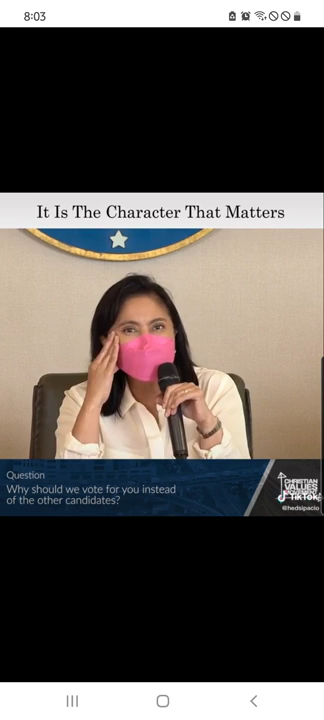 8:03
It Is The Character That Matters
Question
Why should we vote for you instead
of the other candidates?
CHRISTIAN
VALUES
TikTok
@hedsipacio